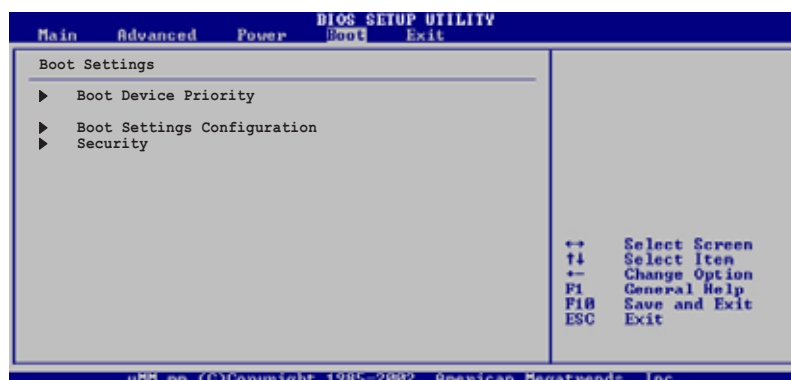 BIOS SETUP UTILITY
Main Advanced Power Boot Exit
Boot Settings
Boot Device Priority
Boot Settings Configuration
Security
↔ Select Screen
↑↓ Select Item
+- Change Option
F1 General Help
F10 Save and Exit
ESC Exit
(C)Copyright 1985-2002, American Megatrends, Inc.